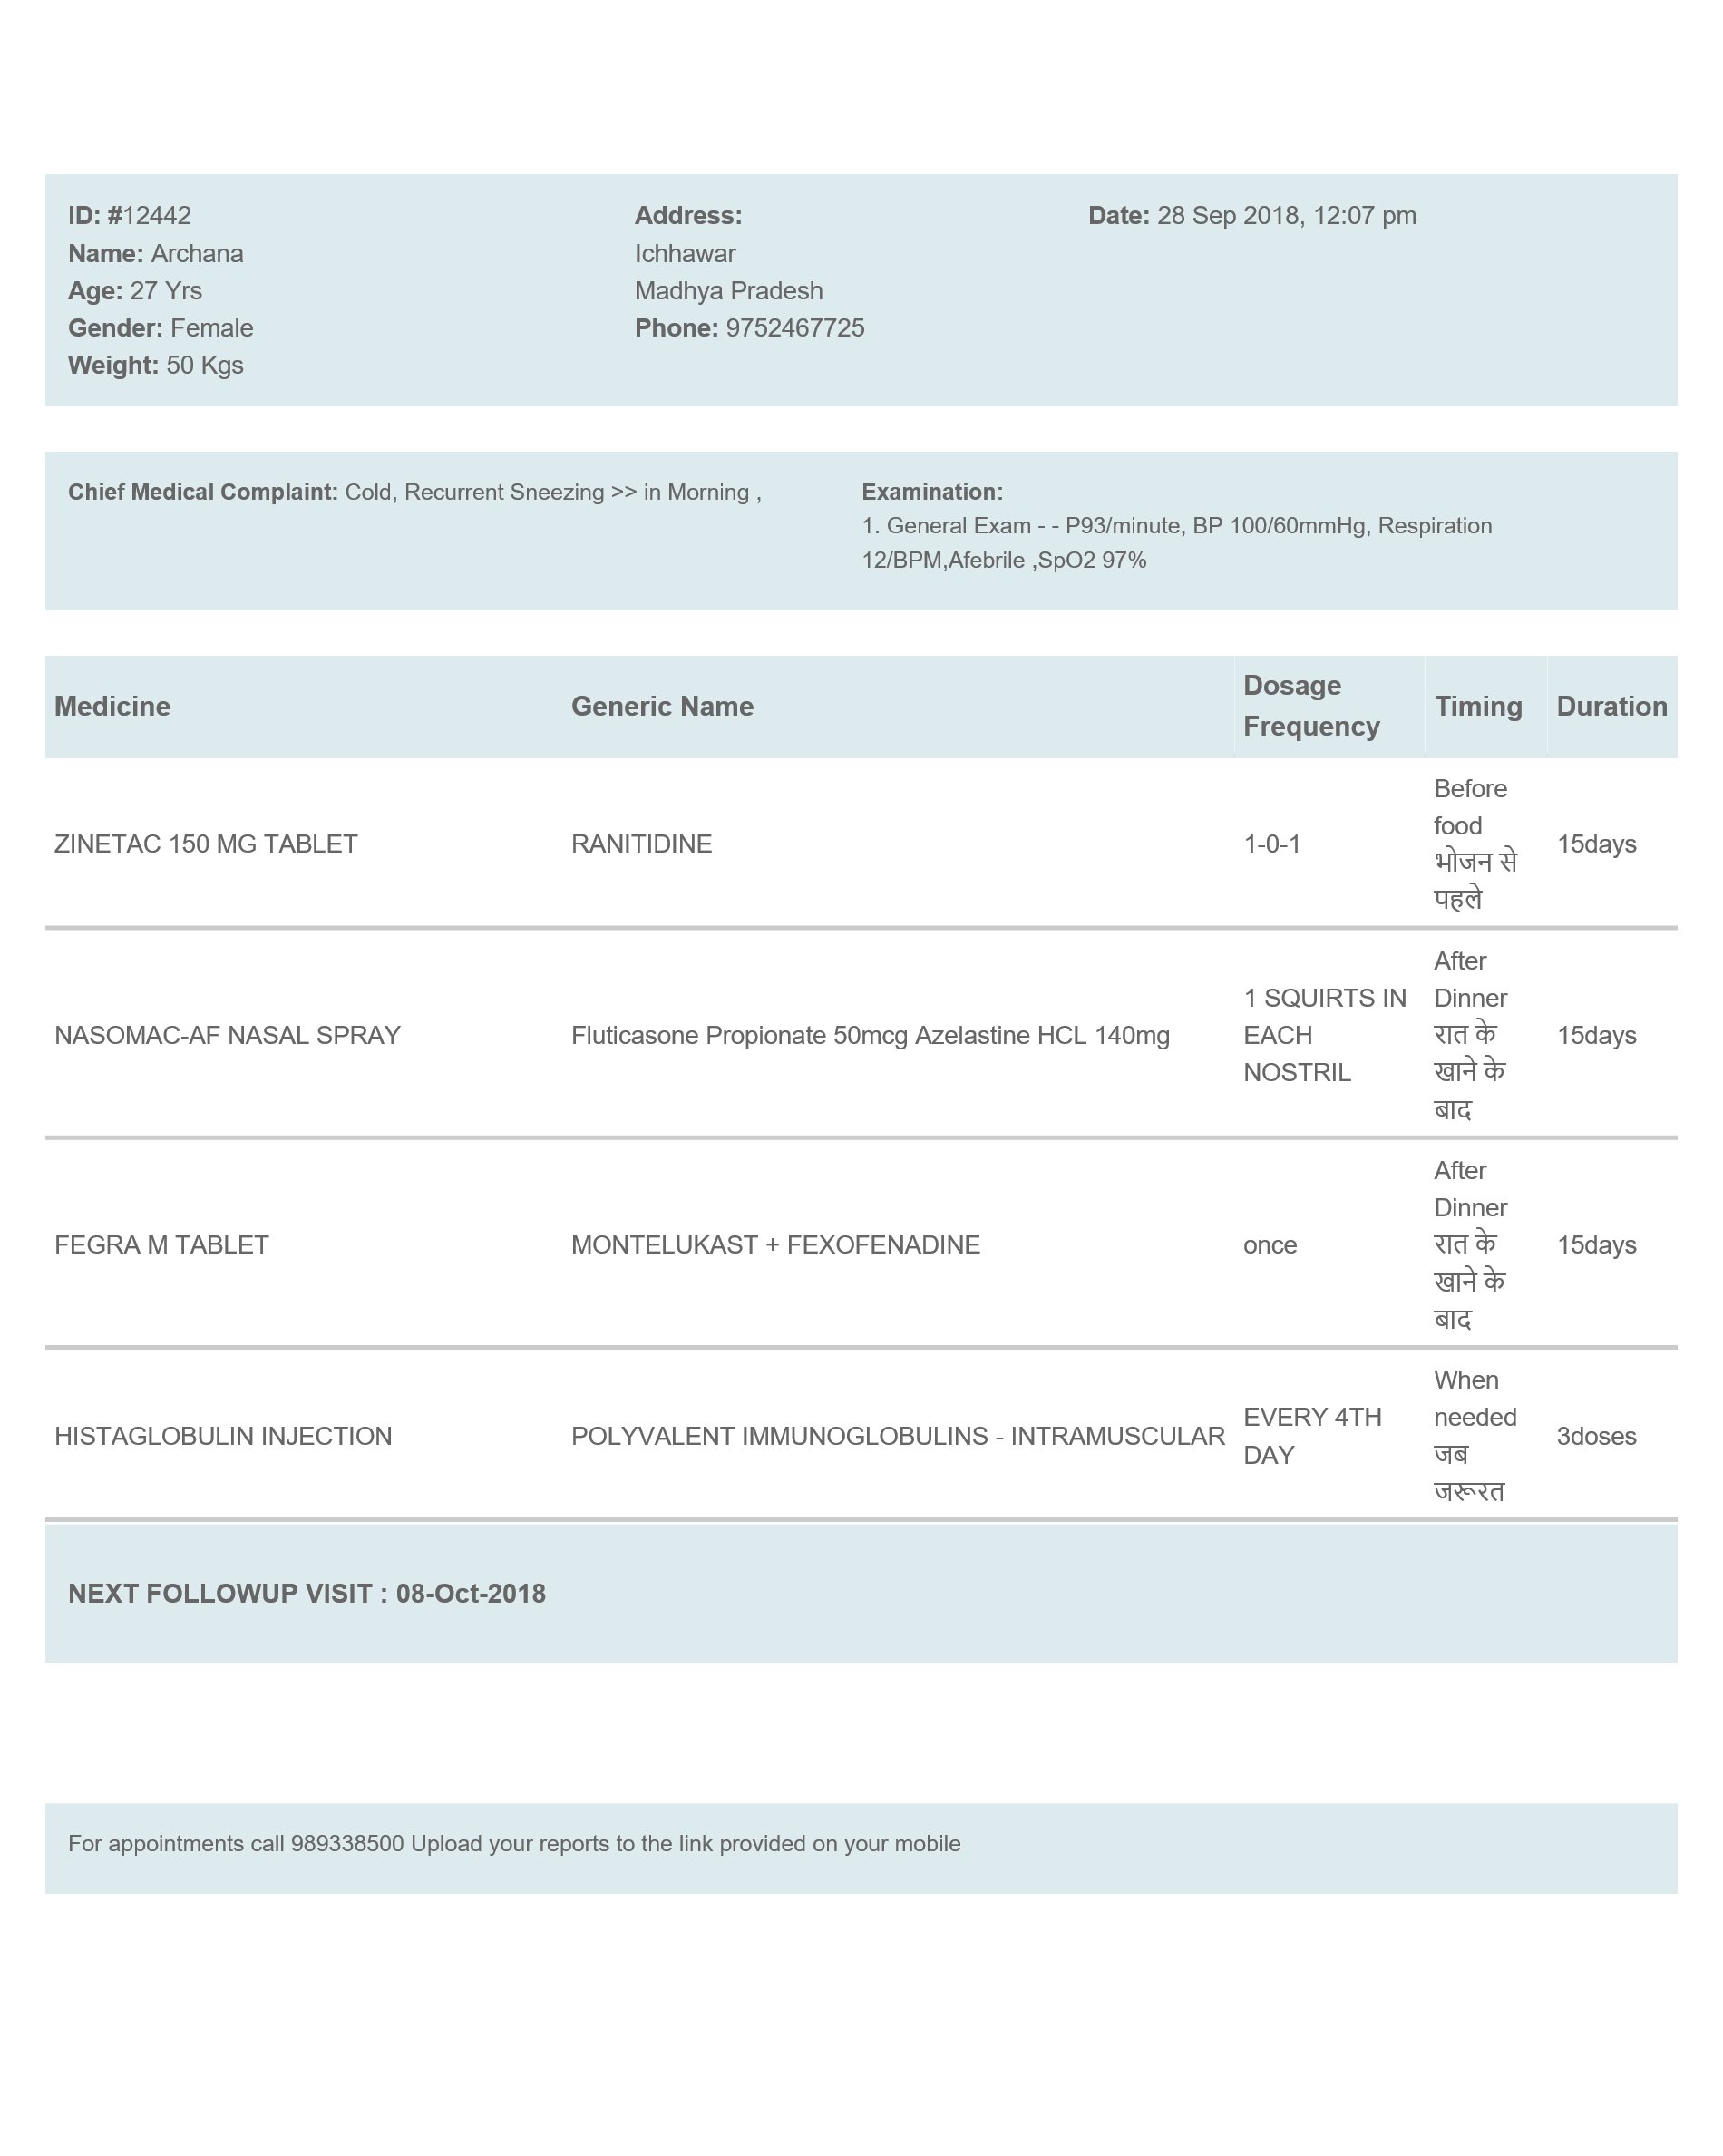 ID: #12442
Name: Archana
Age: 27 Yrs
Gender: Female
Weight: 50 Kgs
Address:
Ichhawar
Madhya Pradesh
Phone: 9752467725
Date: 28 Sep 2018, 12:07 pm
Chief Medical Complaint: Cold, Recurrent Sneezing >> in Morning ,
Examination:
1. General Exam - - P93/minute, BP 100/60mmHg, Respiration
12/BPM,Afebrile ,SpO2 97%
Medicine
Generic Name
Dosage
Frequency
Timing
Duration
ZINETAC 150 MG TABLET
RANITIDINE
1-0-1
Before
food
भोजन से
पहले
15days
NASOMAC-AF NASAL SPRAY
Fluticasone Propionate 50mcg Azelastine HCL 140mg
1 SQUIRTS IN
EACH
NOSTRIL
After
Dinner
रात के
खाने के
बाद
15days
FEGRA M TABLET
MONTELUKAST + FEXOFENADINE
once
After
Dinner
रात के
खाने के
बाद
15days
HISTAGLOBULIN INJECTION
POLYVALENT IMMUNOGLOBULINS - INTRAMUSCULAR
EVERY 4TH
DAY
When
needed
जब
जरूरत
3doses
NEXT FOLLOWUP VISIT : 08-Oct-2018
For appointments call 989338500 Upload your reports to the link provided on your mobile